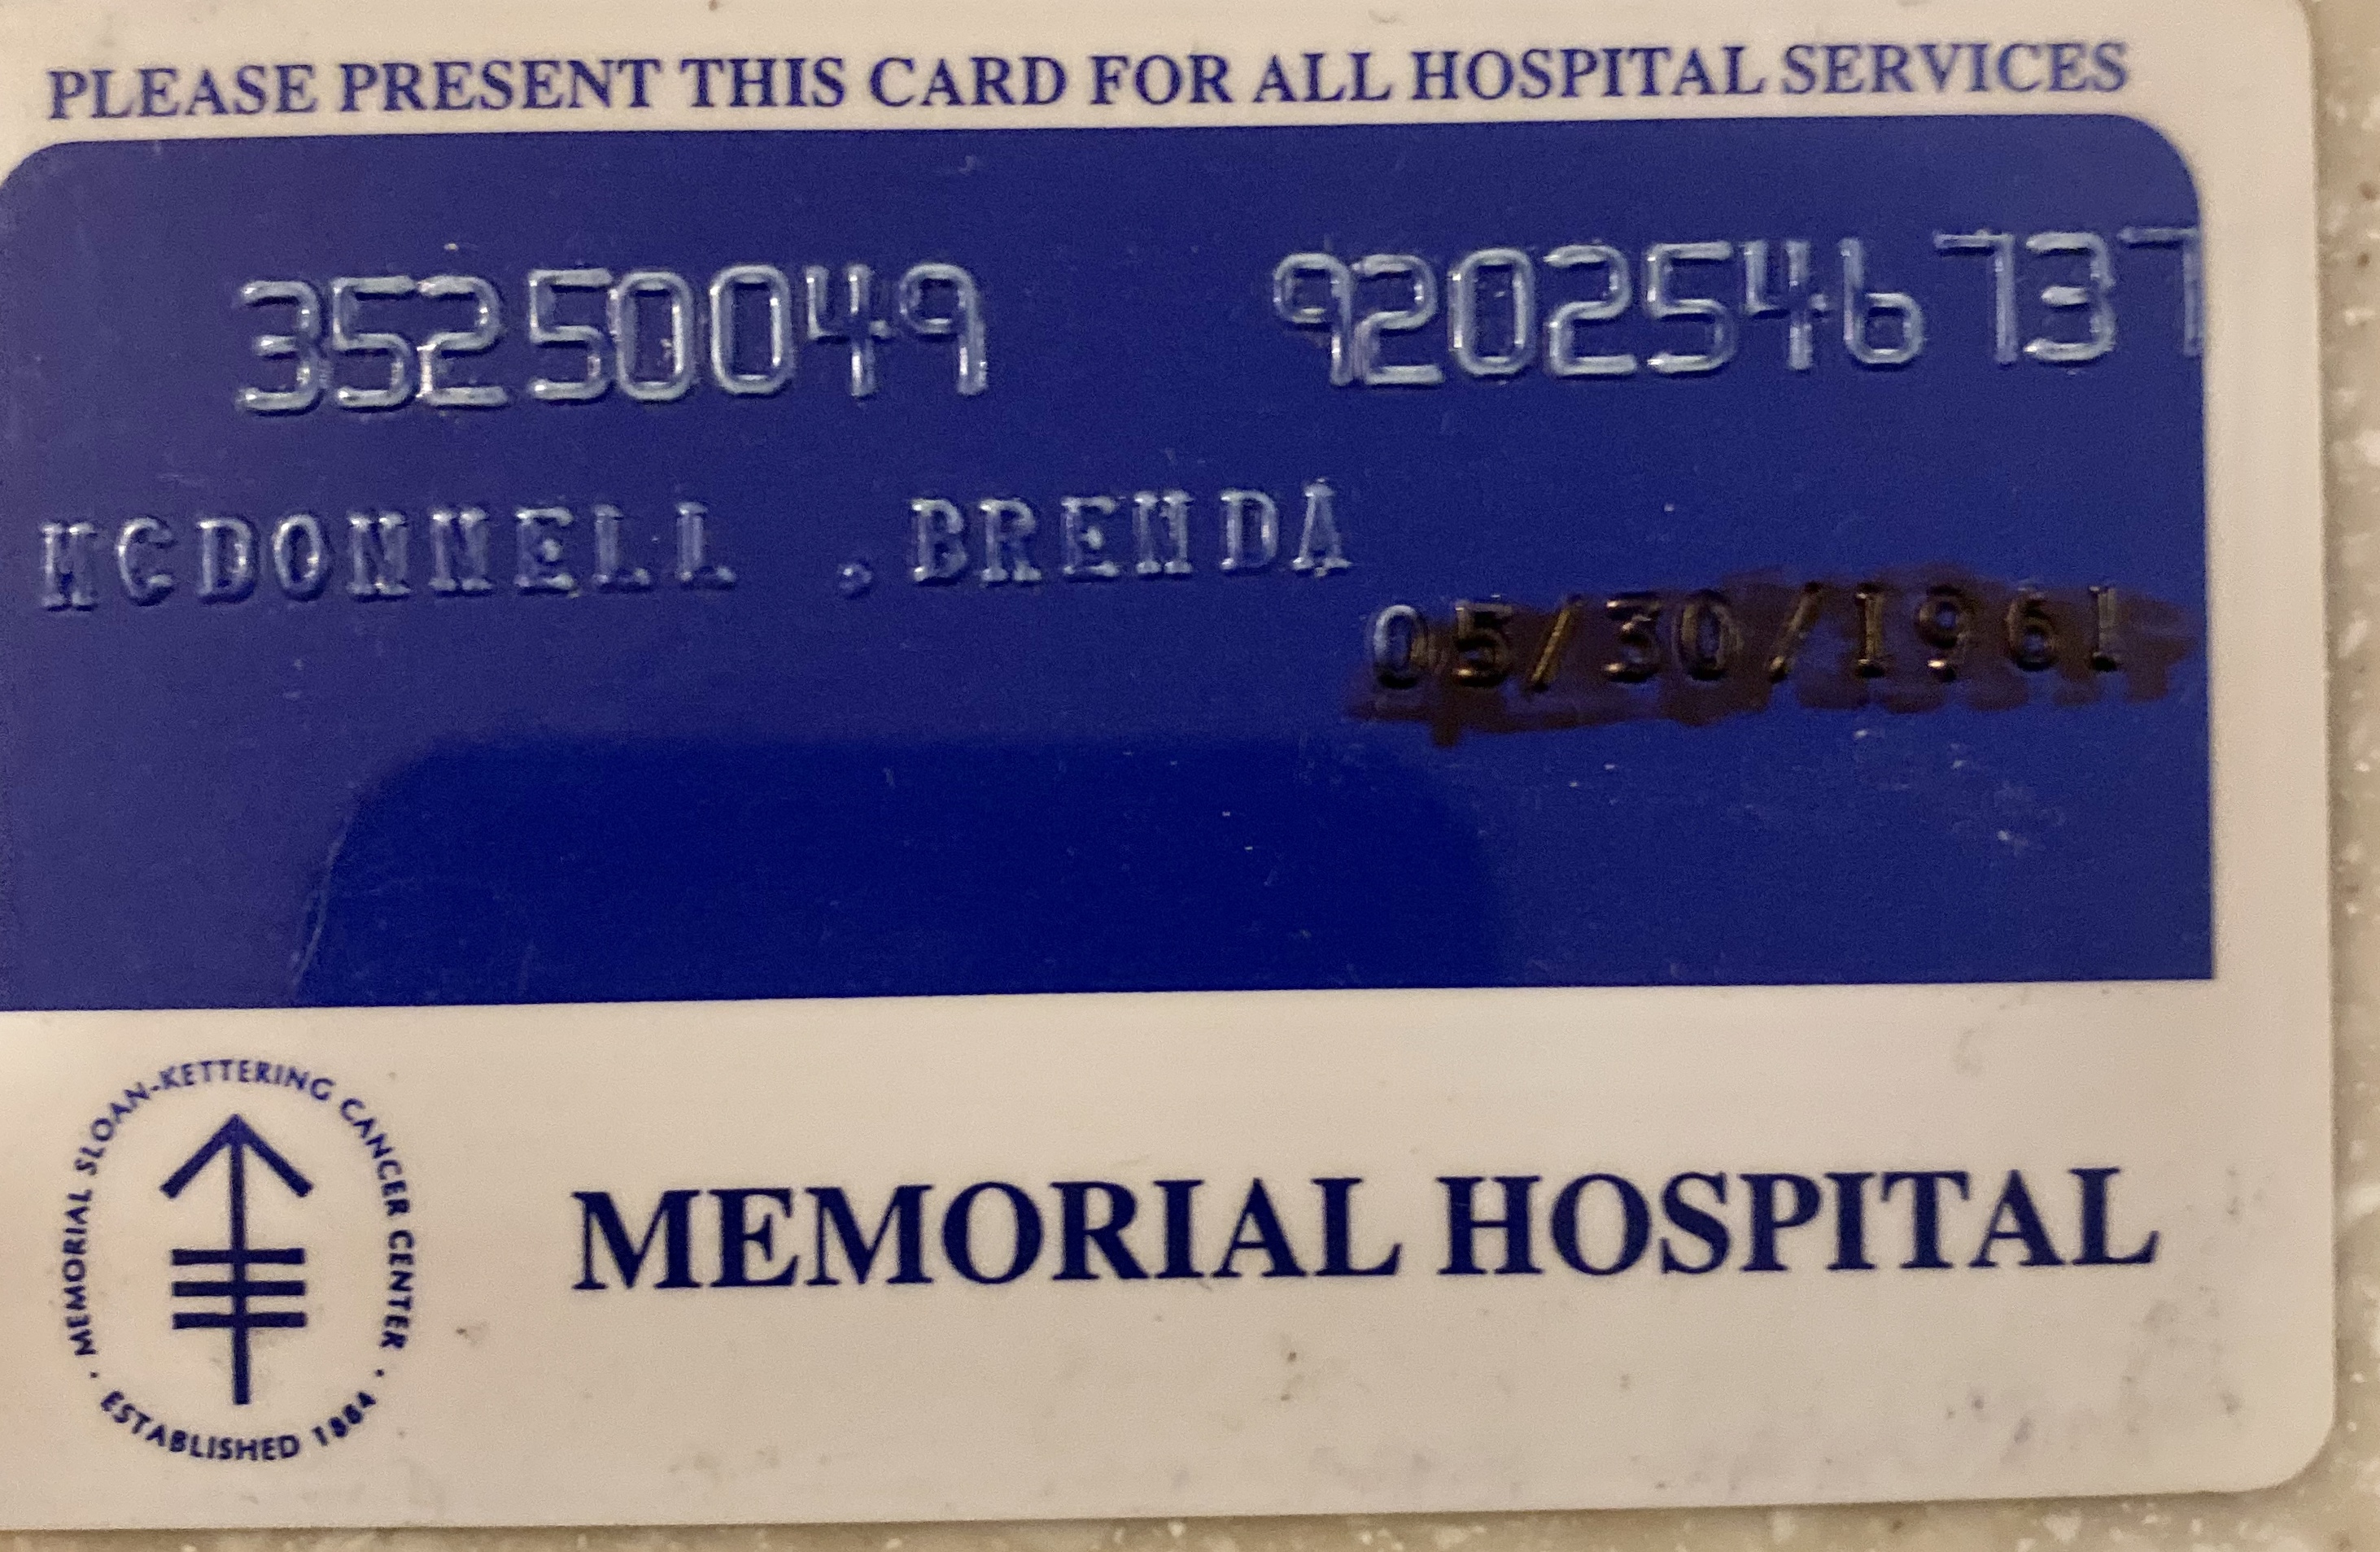 PLEASE PRESENT THIS CARD FOR ALL HOSPITAL SERVICES
35250049 9202546737
MCDONNELL ,BRENDA
05/30/1961
MEMORIAL SLOAN-KETTERING CANCER CENTER
· ESTABLISHED 1884 ·
MEMORIAL HOSPITAL